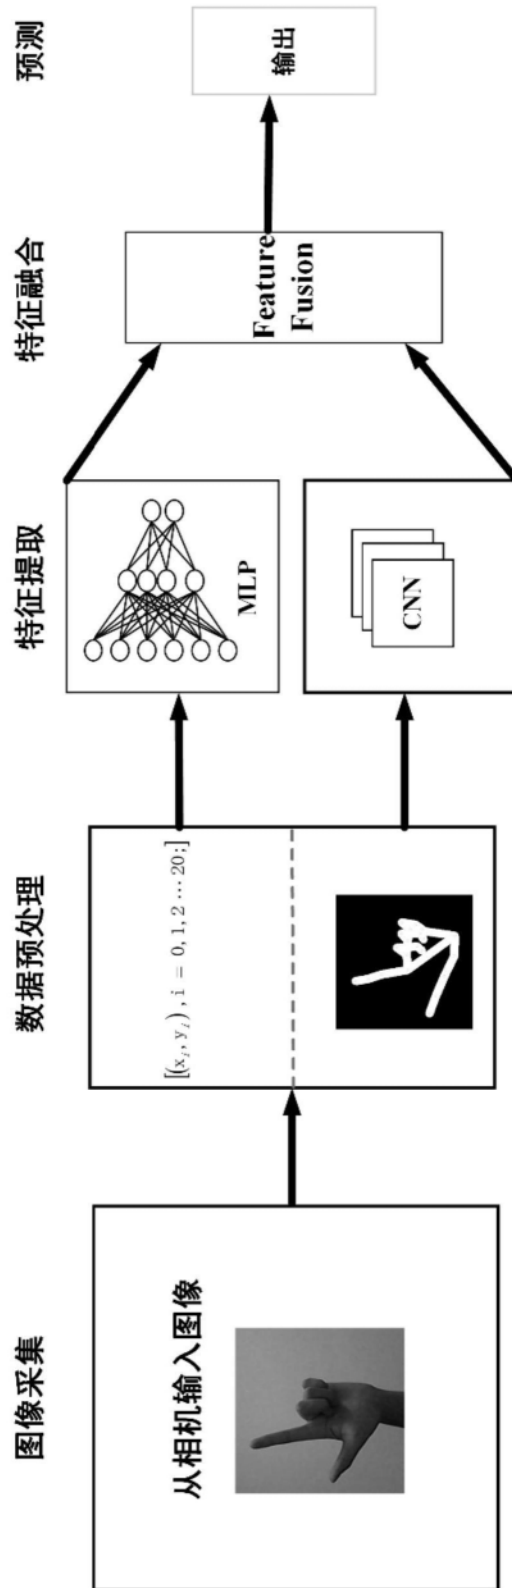 图像采集
数据预处理
特征提取
特征融合
预测
从相机输入图像
[(x_i, y_i), i = 0, 1, 2 ⋯ 20;]
MLP
CNN
Feature
Fusion
输出